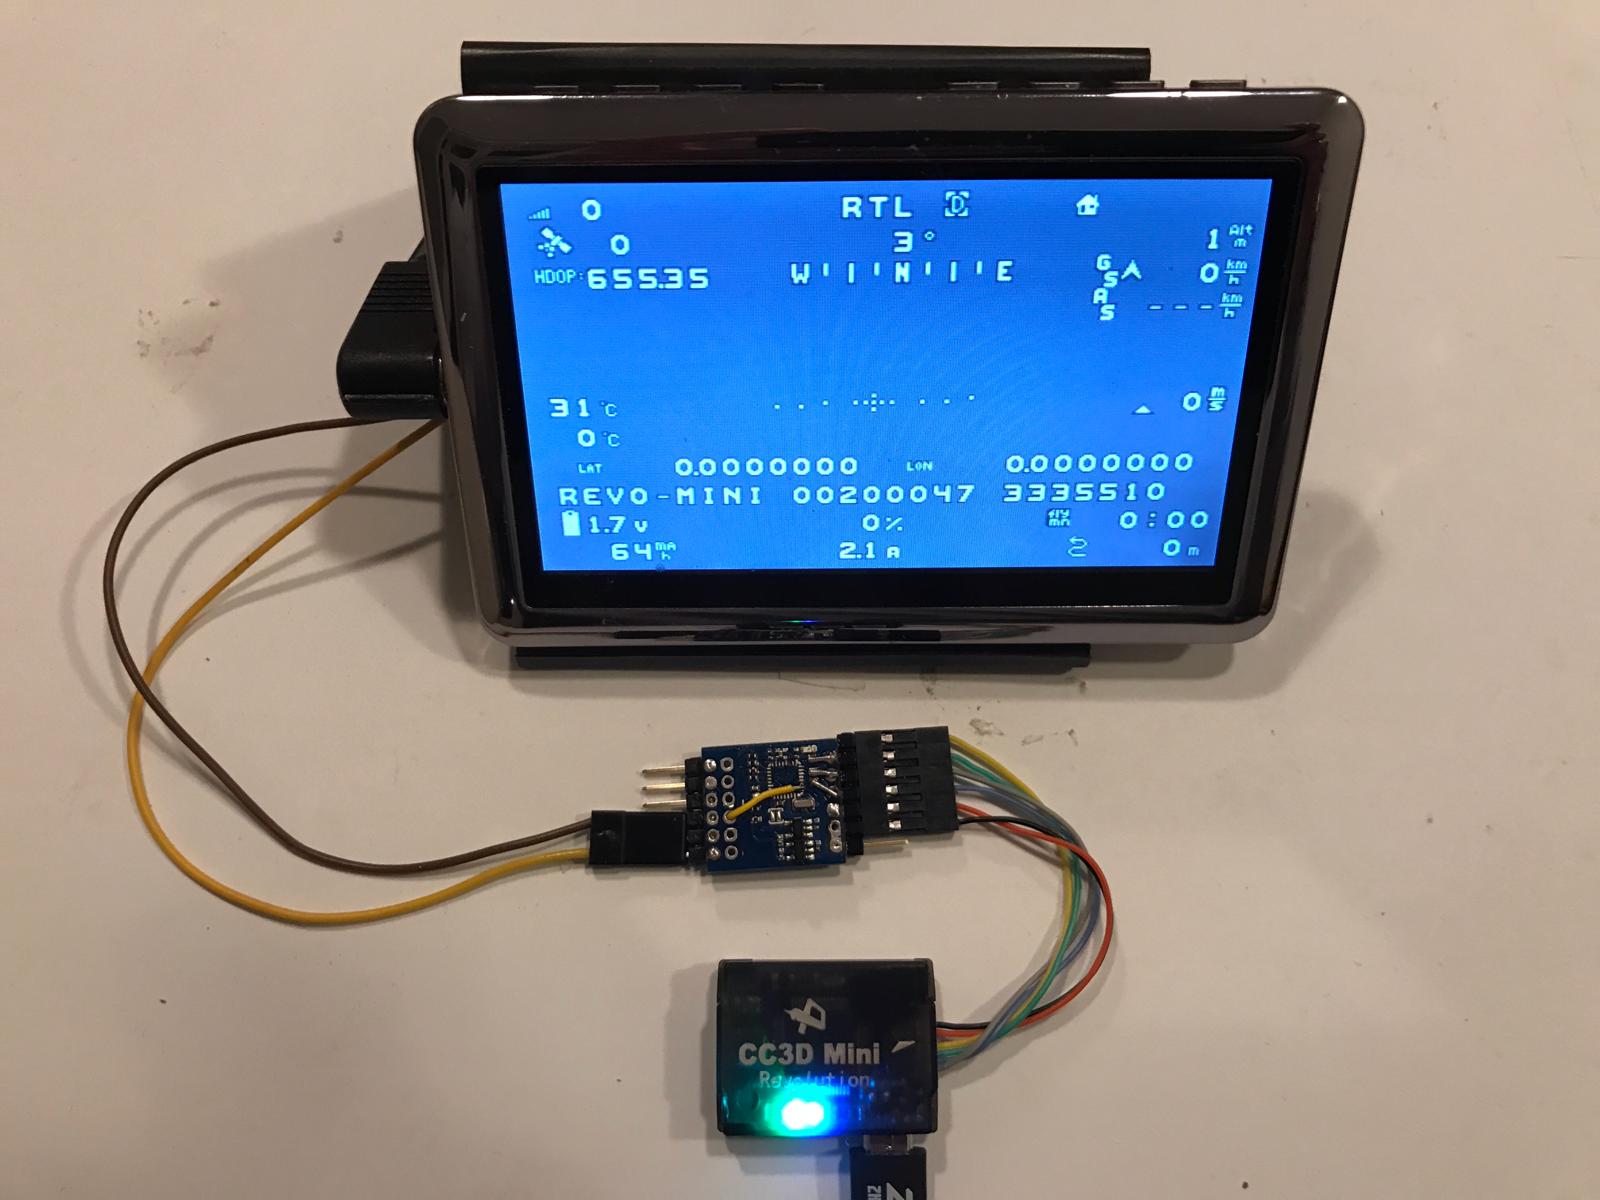 0 RTL D
0 3° 1 Alt m
HDOP:655.35 W I N I E GS 0 km/h
AS --- km/h
31 °C 0 m/s
0 °C
LAT 0.0000000 LON 0.0000000
REVO-MINI 00200047 3335510
1.7 v 0% fly mn 0:00
64 mA h 2.1 A 0 m
CC3D Mini
Revolution